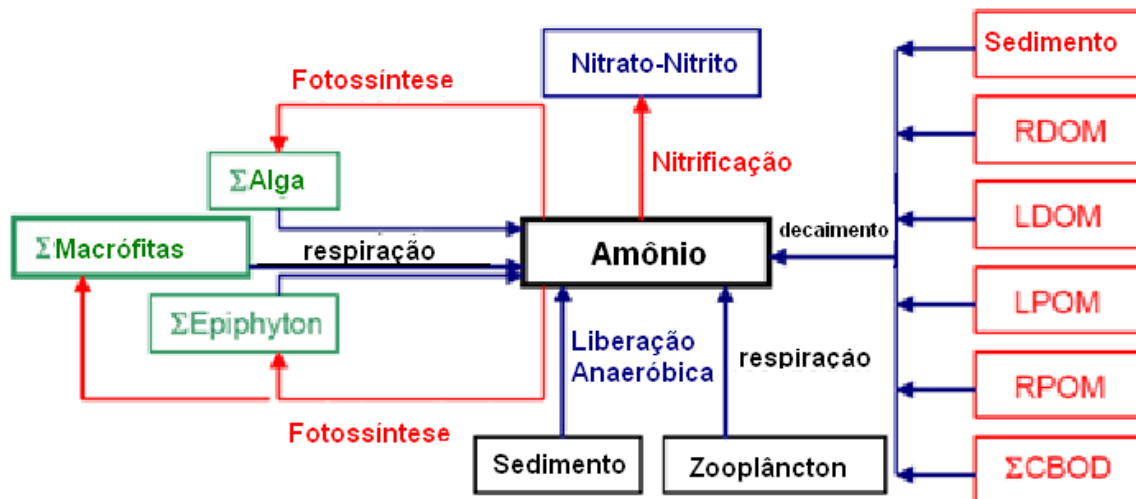 Sedimento
Fotossíntese
Nitrato-Nitrito
RDOM
Nitrificação
ΣAlga
LDOM
decaimento
ΣMacrófitas
respiração
Amônio
ΣEpiphyton
LPOM
Liberação
Anaeróbica
respiração
RPOM
Fotossíntese
Sedimento
Zooplâncton
ΣCBOD